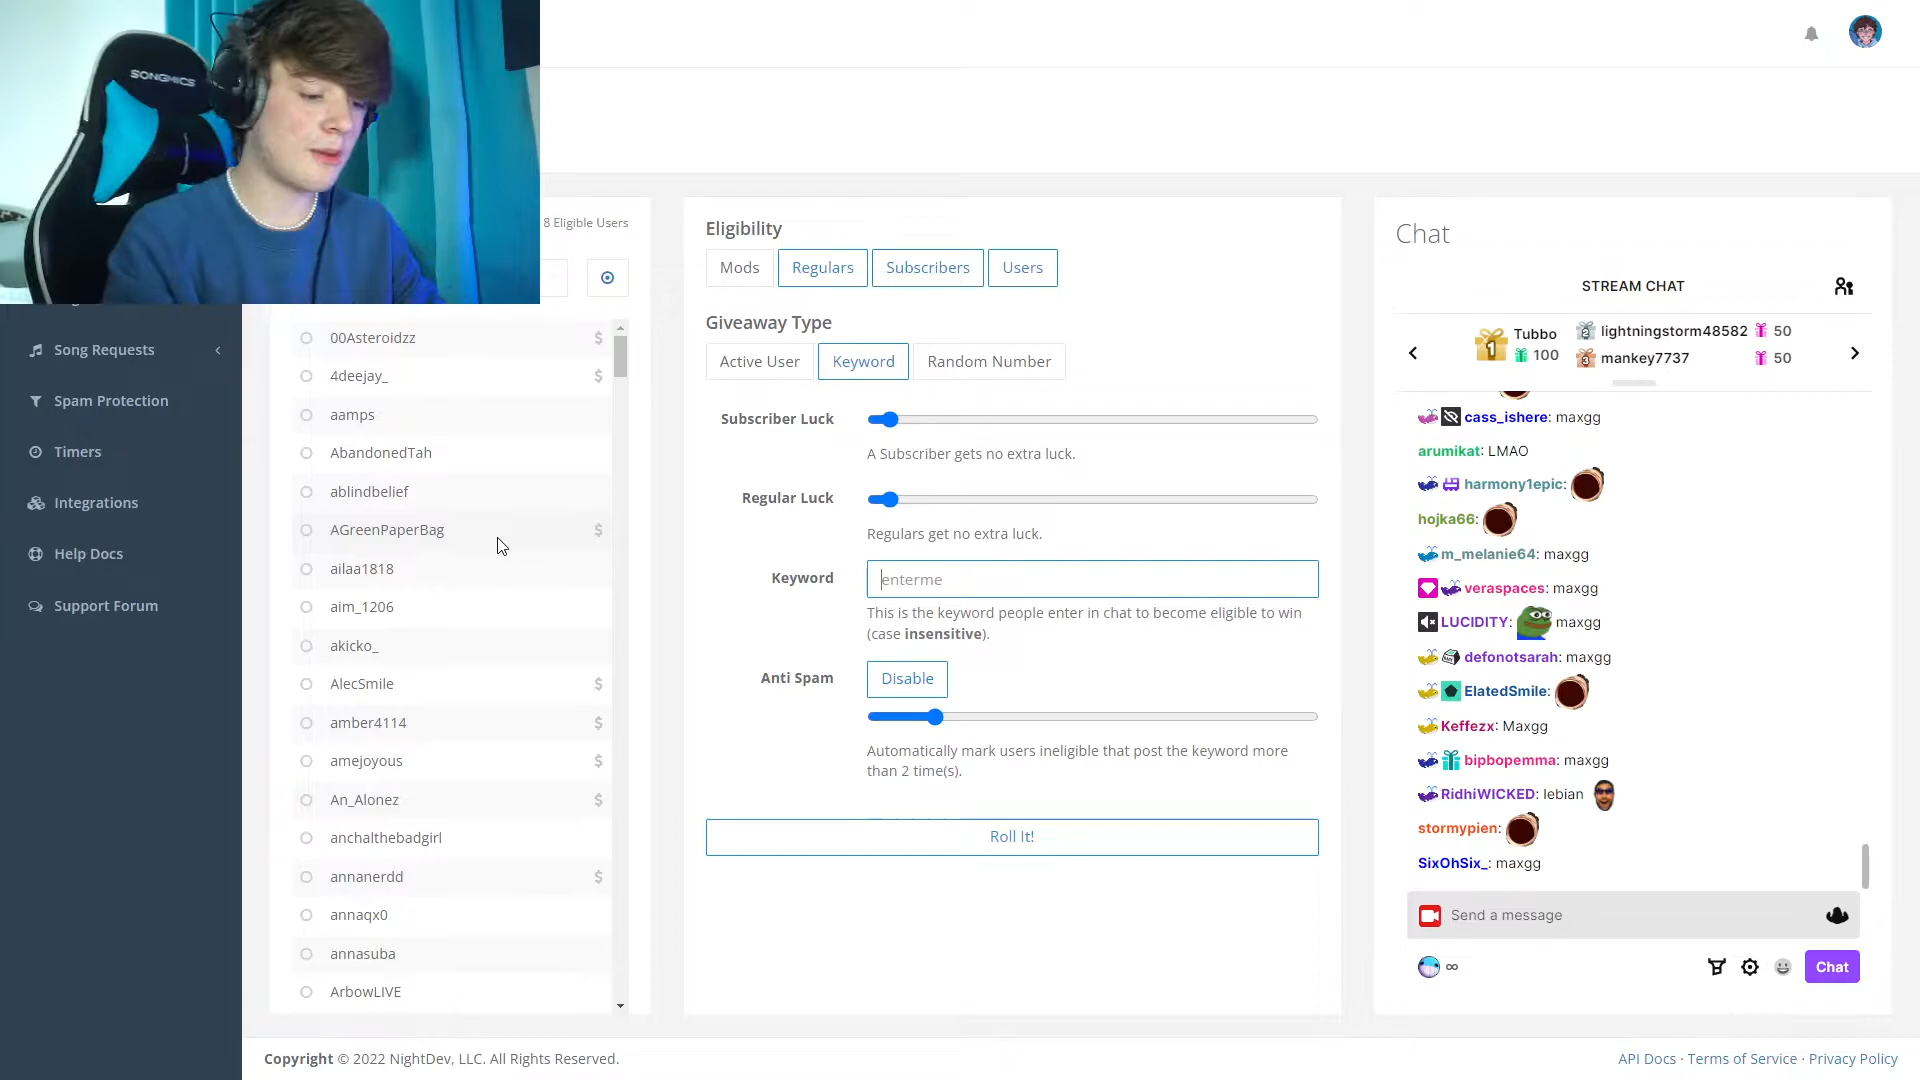 SONGMICS
8 Eligible Users
Song Requests
Spam Protection
Timers
Integrations
Help Docs
Support Forum
00Asteroidzz $
4deejay_ $
aamps
AbandonedTah
ablindbelief
AGreenPaperBag $
ailaa1818
aim_1206
akicko_
AlecSmile $
amber4114 $
amejoyous $
An_Alonez $
anchalthebadgirl
annanerdd $
annaqx0
annasuba
ArbowLIVE
Eligibility
Mods Regulars Subscribers Users
Giveaway Type
Active User Keyword Random Number
Subscriber Luck
A Subscriber gets no extra luck.
Regular Luck
Regulars get no extra luck.
Keyword enterme
This is the keyword people enter in chat to become eligible to win
(case insensitive).
Anti Spam Disable
Automatically mark users ineligible that post the keyword more
than 2 time(s).
Roll It!
Chat
STREAM CHAT
1 Tubbo 100
2 lightningstorm48582 50
3 mankey7737 50
cass_ishere: maxgg
arumikat: LMAO
harmony1epic:
hojka66:
m_melanie64: maxgg
veraspaces: maxgg
LUCIDITY: maxgg
defonotsarah: maxgg
ElatedSmile:
Keffezx: Maxgg
bipbopemma: maxgg
RidhiWICKED: lebian
stormypien:
SixOhSix_: maxgg
Send a message
∞ Chat
Copyright © 2022 NightDev, LLC. All Rights Reserved.
API Docs · Terms of Service · Privacy Policy